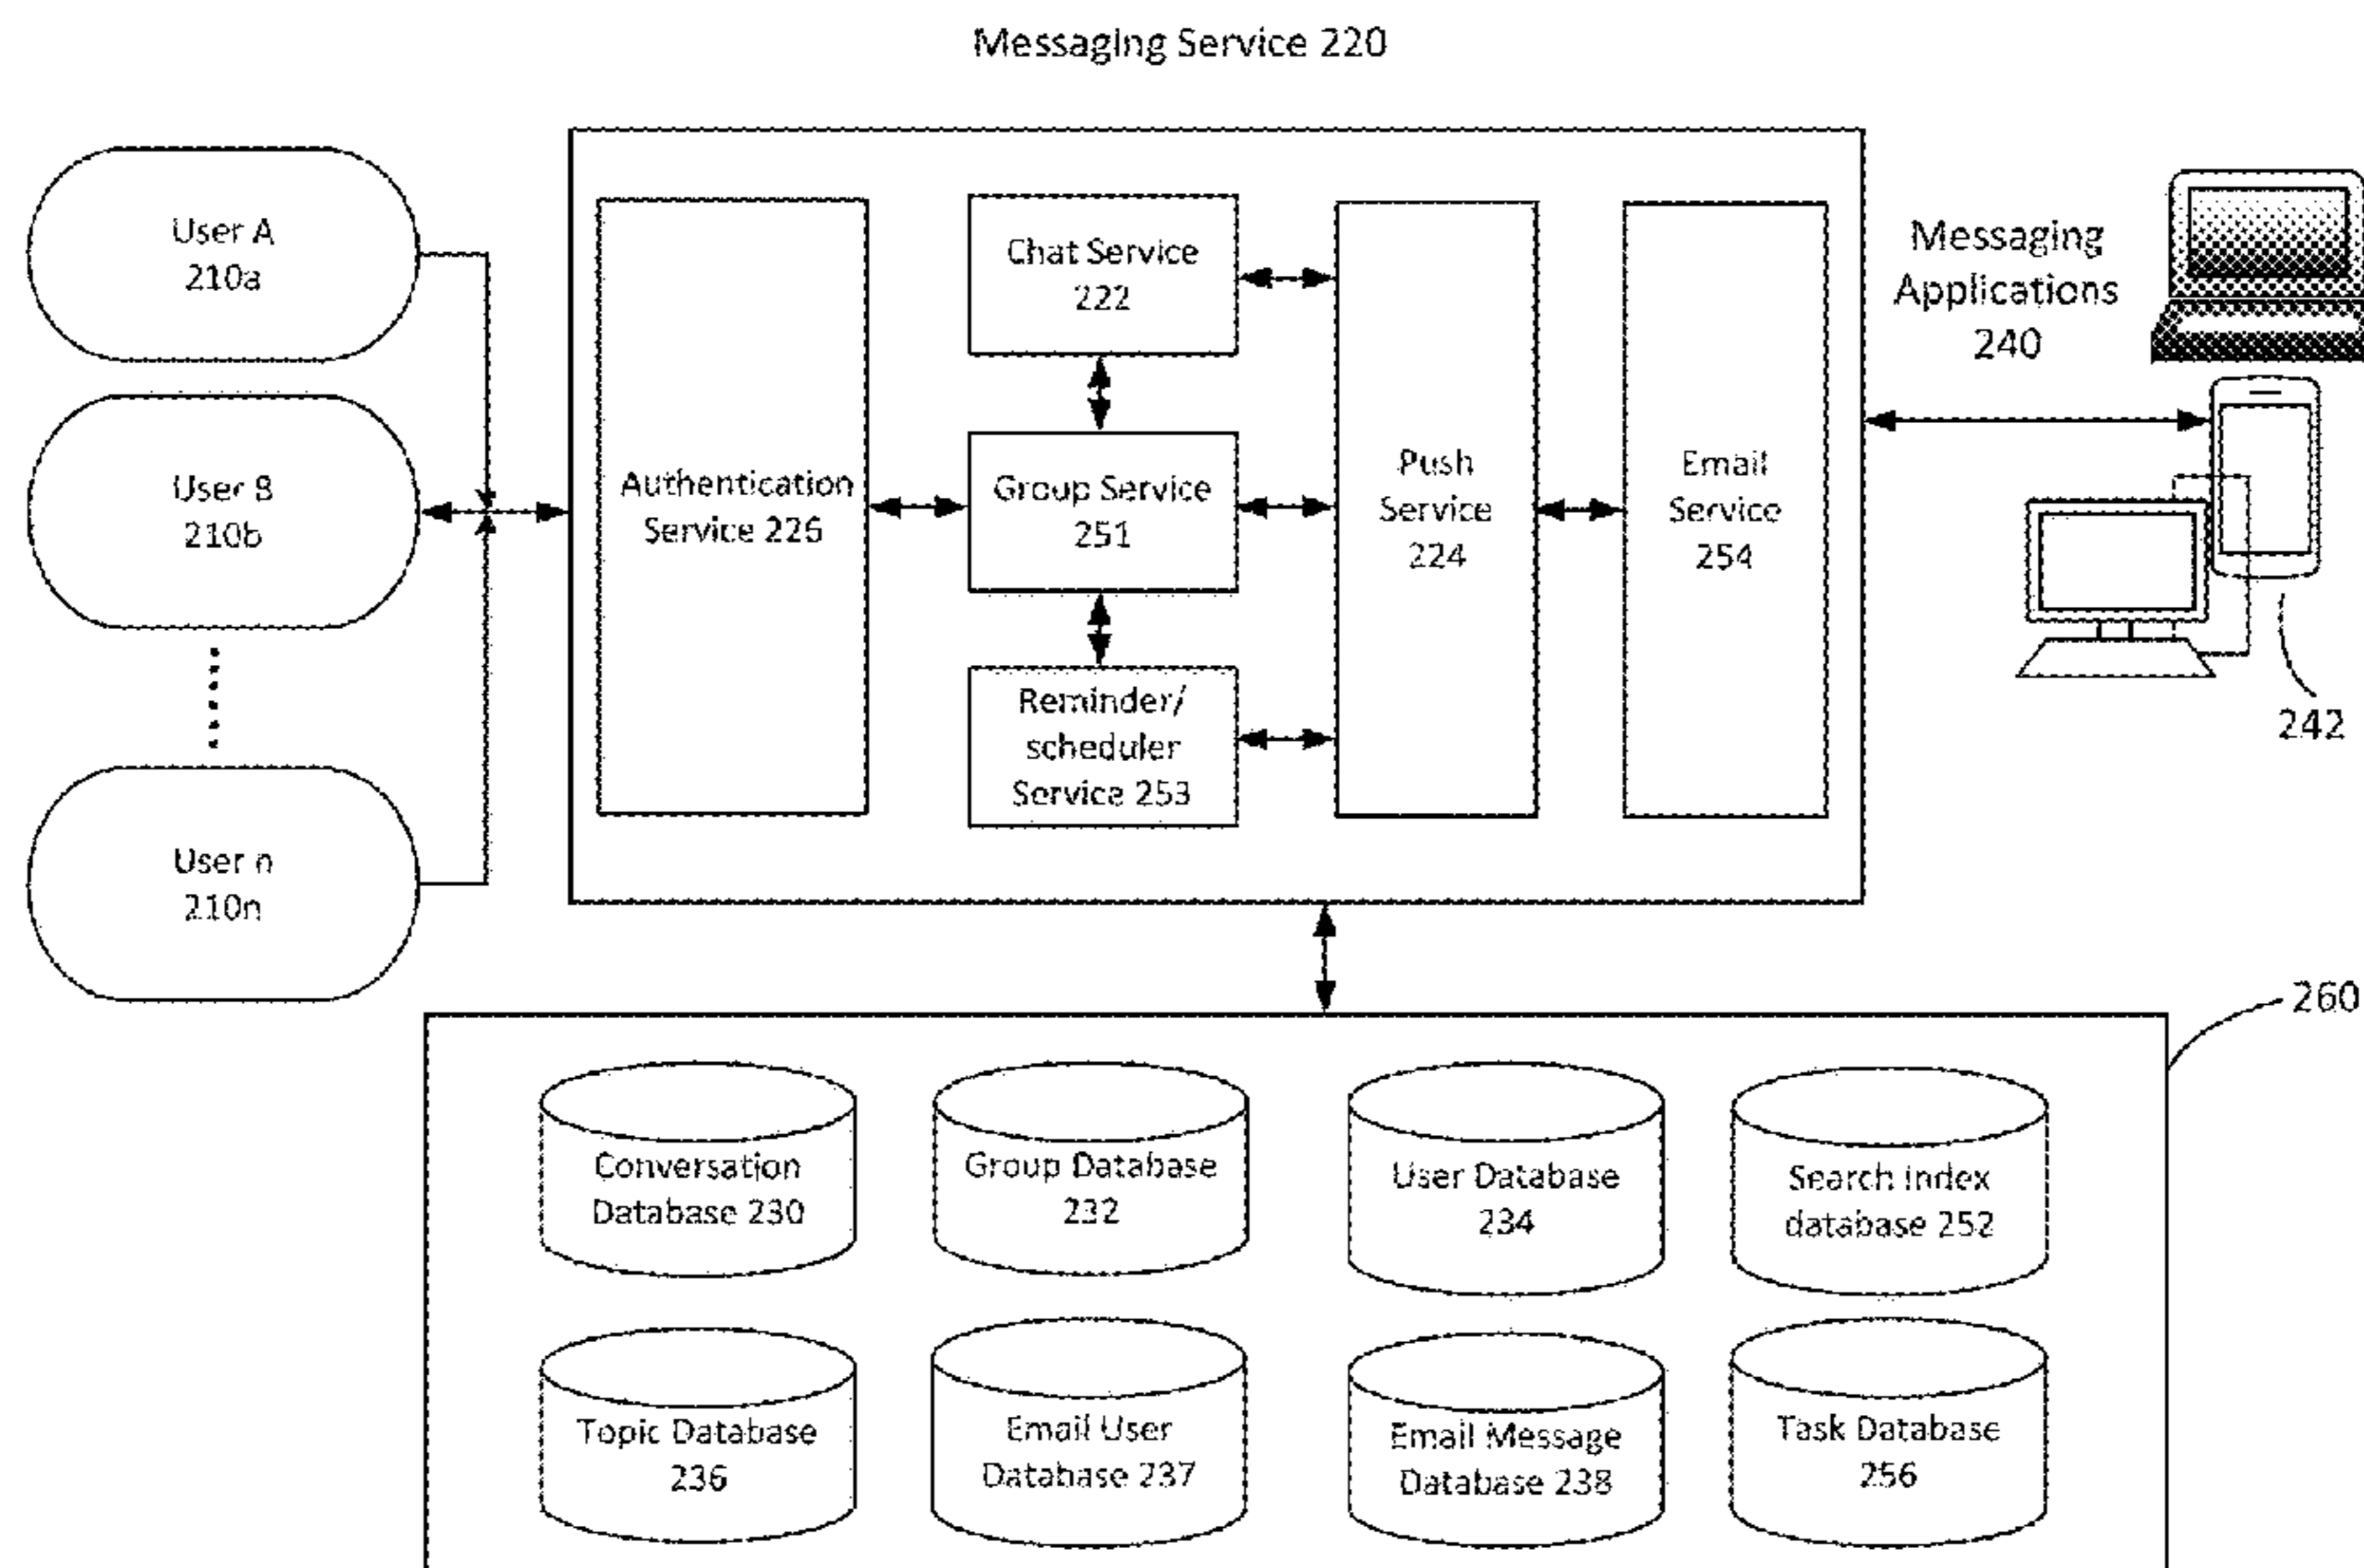 Messaging Service 220
User A
210a
User B
210b
User n
210n
Authentication
Service 226
Chat Service
222
Group Service
251
Reminder/
scheduler
Service 253
Push
Service
224
Email
Service
254
Messaging
Applications
240
242
260
Conversation
Database 230
Group Database
232
User Database
234
Search Index
database 252
Topic Database
236
Email User
Database 237
Email Message
Database 238
Task Database
256